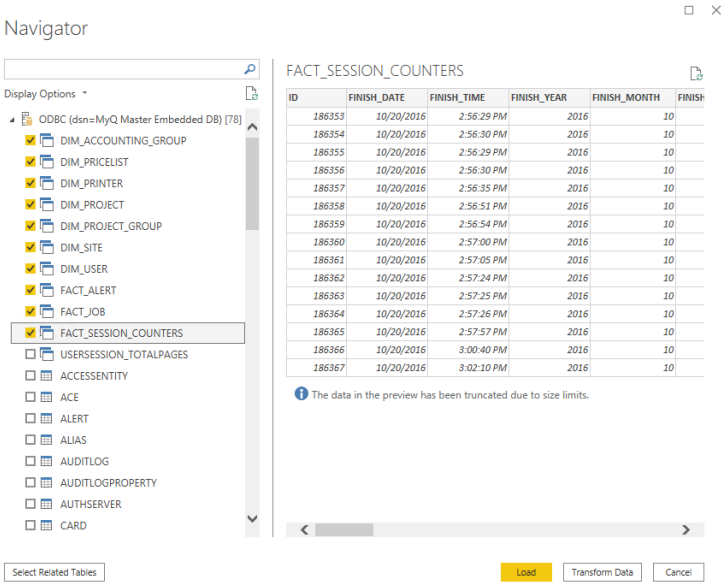 Navigator
Display Options
ODBC (dsn=MyQ Master Embedded DB) [78]
DIM_ACCOUNTING_GROUP
DIM_PRICELIST
DIM_PRINTER
DIM_PROJECT
DIM_PROJECT_GROUP
DIM_SITE
DIM_USER
FACT_ALERT
FACT_JOB
FACT_SESSION_COUNTERS
USERSESSION_TOTALPAGES
ACCESSENTITY
ACE
ALERT
ALIAS
AUDITLOG
AUDITLOGPROPERTY
AUTHSERVER
CARD
FACT_SESSION_COUNTERS
ID FINISH_DATE FINISH_TIME FINISH_YEAR FINISH_MONTH FINISH
186353 10/20/2016 2:56:29 PM 2016 10
186354 10/20/2016 2:56:30 PM 2016 10
186355 10/20/2016 2:56:29 PM 2016 10
186356 10/20/2016 2:56:30 PM 2016 10
186357 10/20/2016 2:56:35 PM 2016 10
186358 10/20/2016 2:56:51 PM 2016 10
186359 10/20/2016 2:56:54 PM 2016 10
186360 10/20/2016 2:57:00 PM 2016 10
186361 10/20/2016 2:57:05 PM 2016 10
186362 10/20/2016 2:57:24 PM 2016 10
186363 10/20/2016 2:57:25 PM 2016 10
186364 10/20/2016 2:57:26 PM 2016 10
186365 10/20/2016 2:57:57 PM 2016 10
186366 10/20/2016 3:00:40 PM 2016 10
186367 10/20/2016 3:02:10 PM 2016 10
The data in the preview has been truncated due to size limits.
Select Related Tables
Load
Transform Data
Cancel